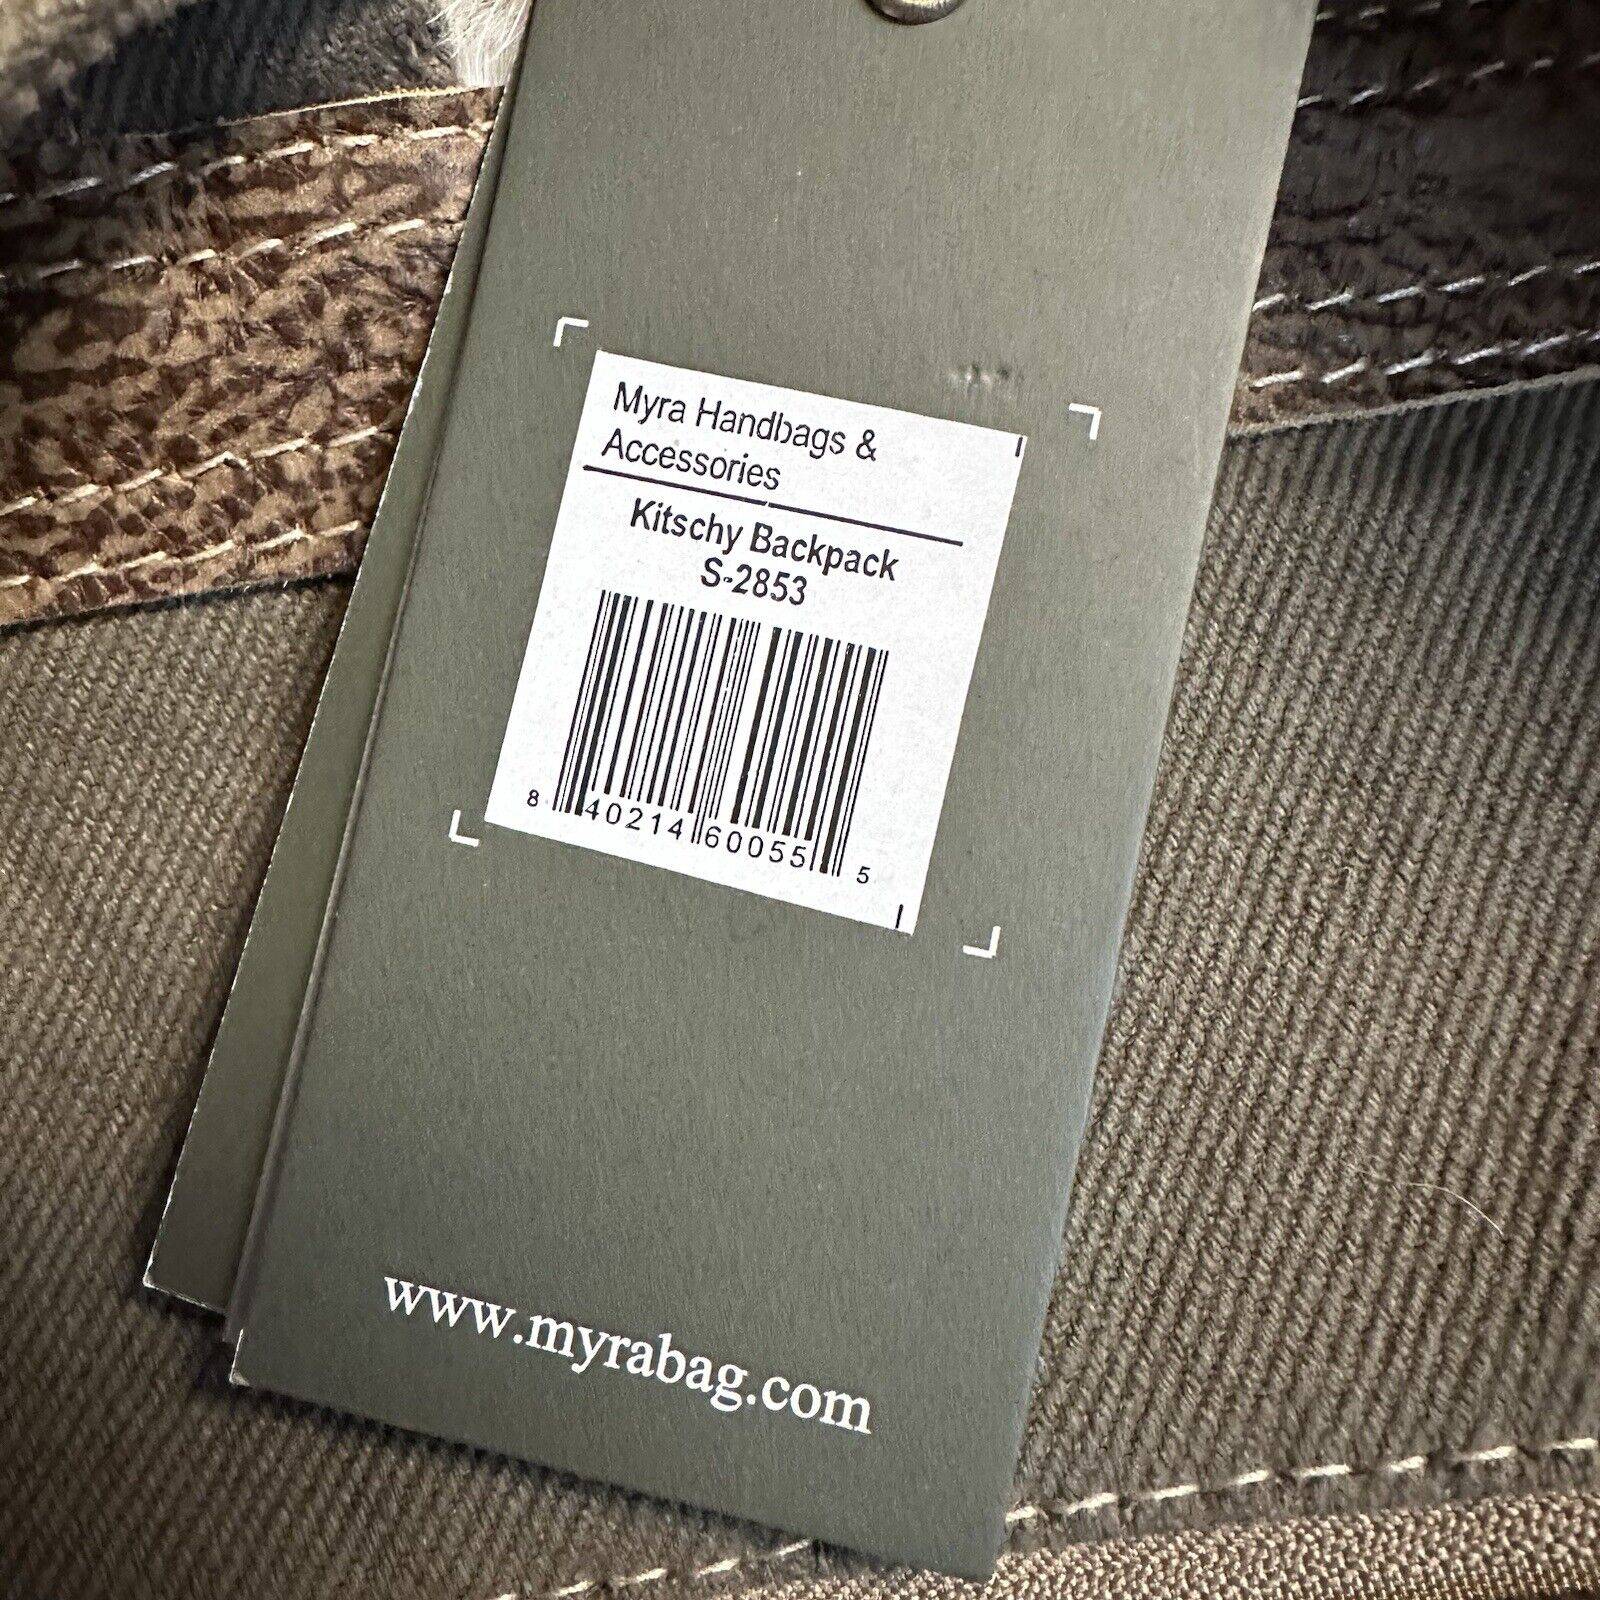 Myra Handbags &
Accessories
Kitschy Backpack
S-2853
8 40214 60055 5
www.myrabag.com